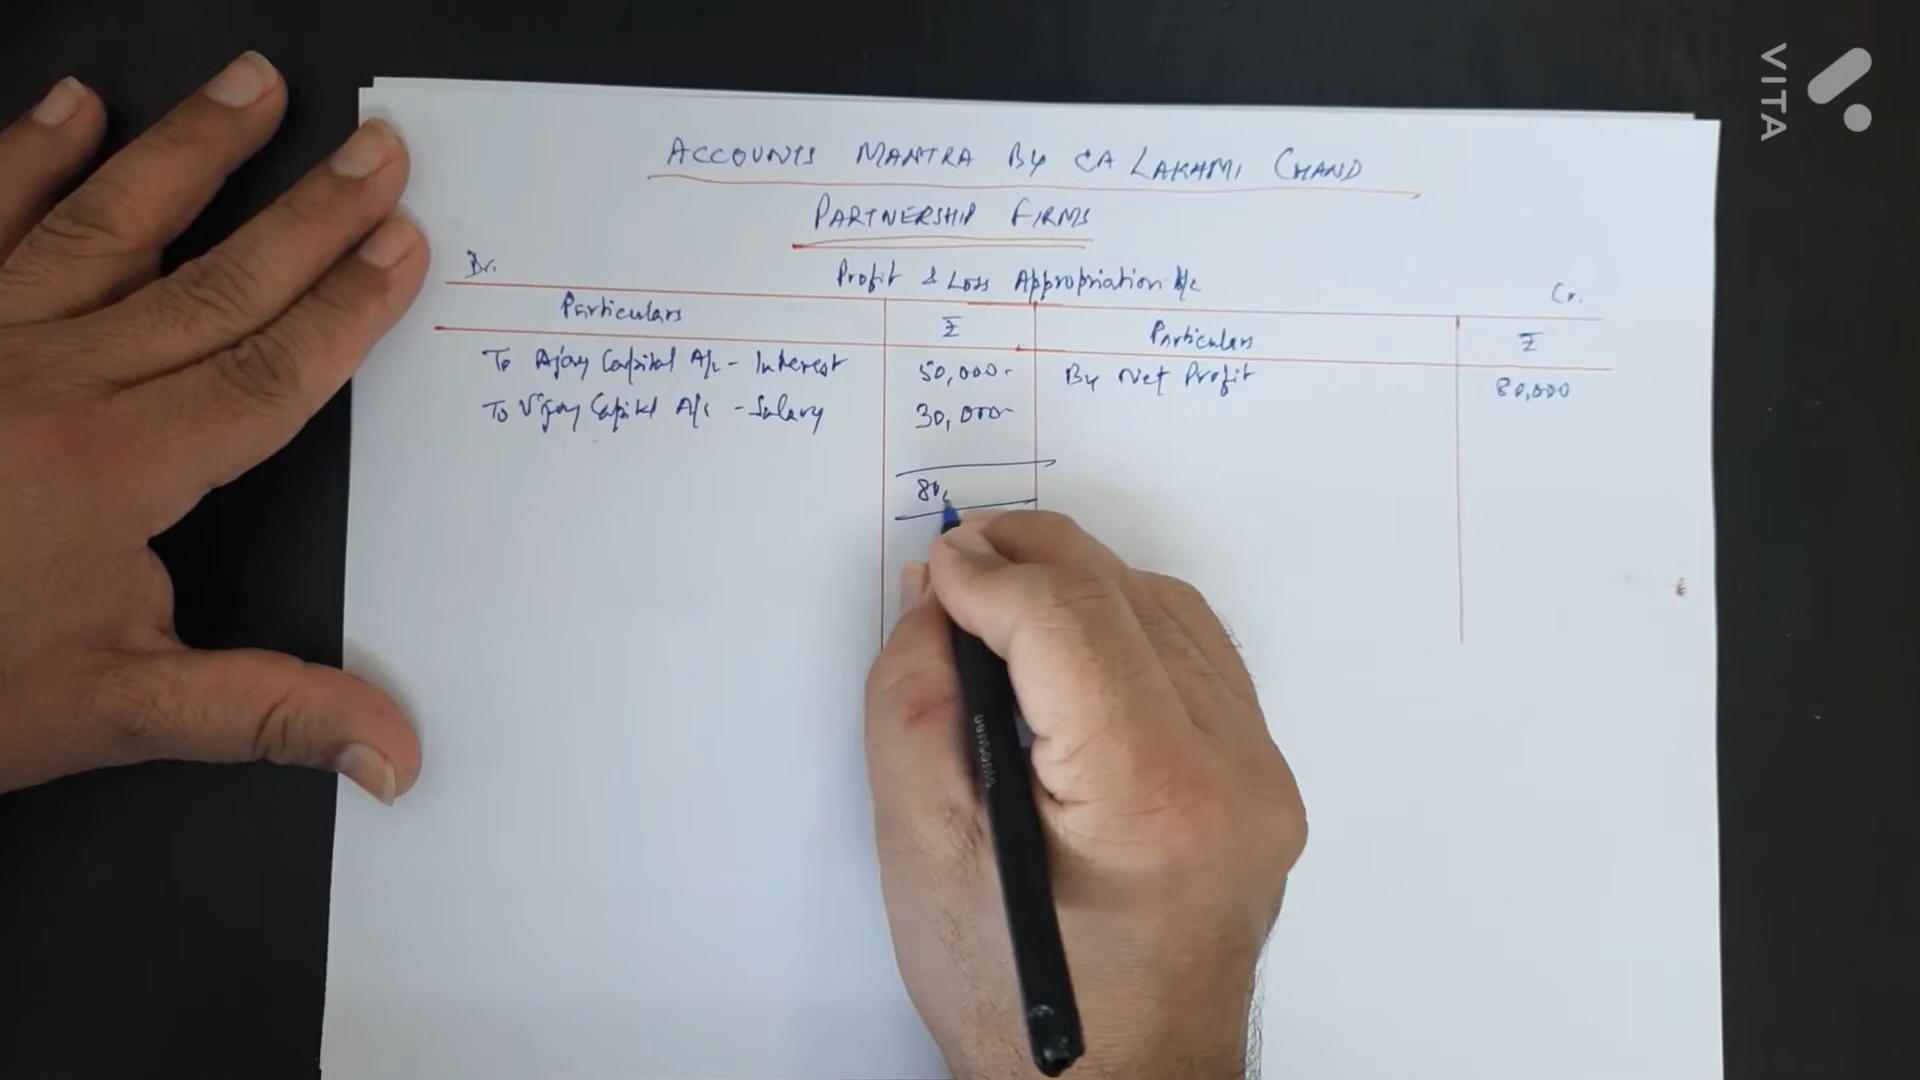 ACCOUNTS MANTRA By CA LAKHMI CHAND
PARTNERSHIP FIRMS
Dr. Profit & Loss Appropriation A/c Cr.
Particulars ₹ Particulars ₹
To Ajay Capital A/c - Interest 50,000- By Net Profit 80,000
To Vijay Capital A/c - Salary 30,000-
80,
VITA